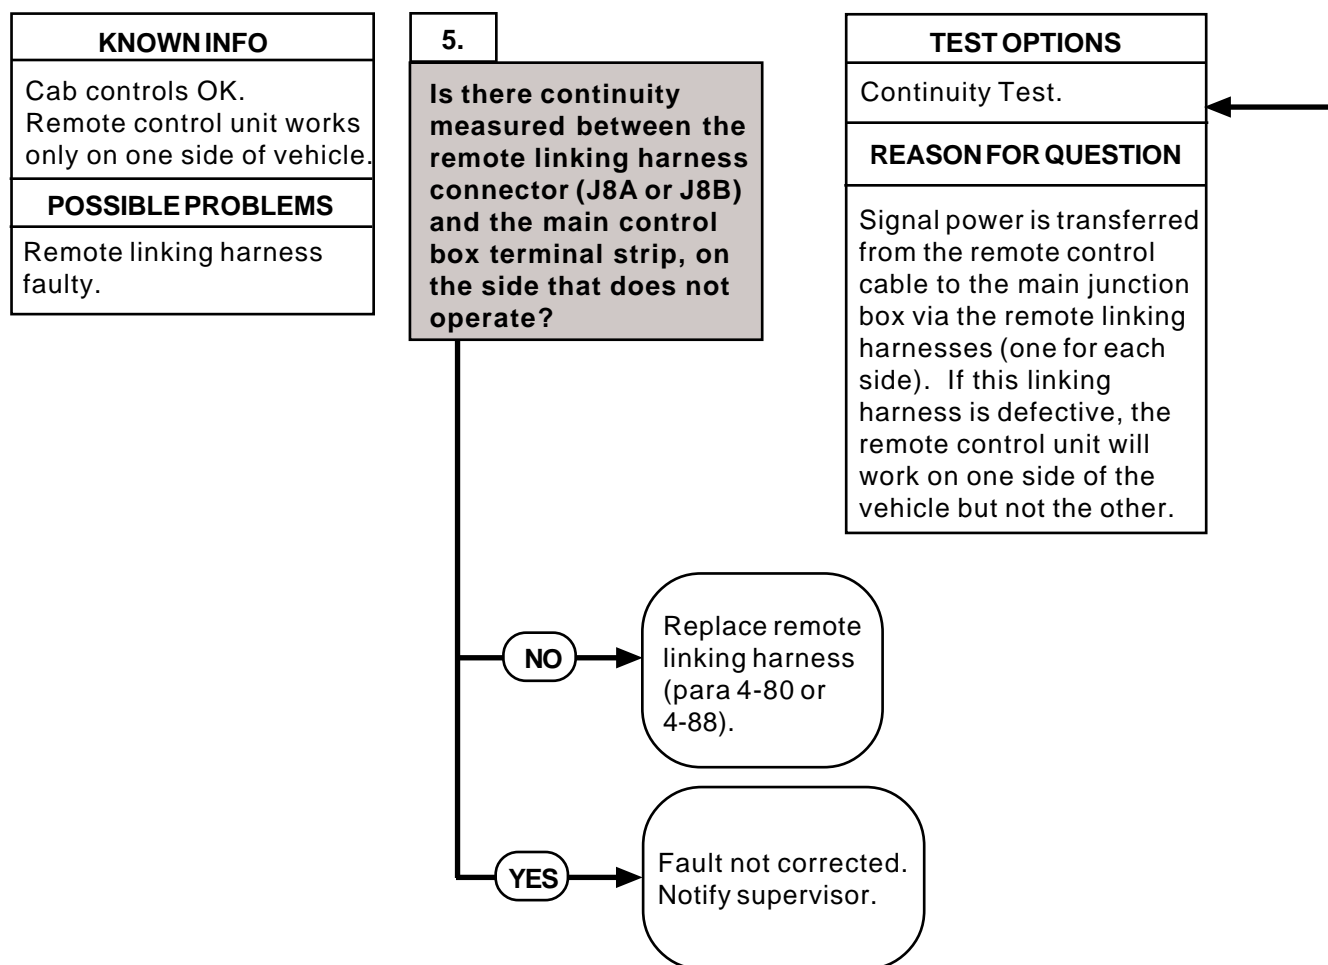 KNOWN INFO
Cab controls OK.
Remote control unit works
only on one side of vehicle.
POSSIBLE PROBLEMS
Remote linking harness
faulty.
5.
Is there continuity
measured between the
remote linking harness
connector (J8A or J8B)
and the main control
box terminal strip, on
the side that does not
operate?
TEST OPTIONS
Continuity Test.
REASON FOR QUESTION
Signal power is transferred
from the remote control
cable to the main junction
box via the remote linking
harnesses (one for each
side).  If this linking
harness is defective, the
remote control unit will
work on one side of the
vehicle but not the other.
NO
Replace remote
linking harness
(para 4-80 or
4-88).
YES
Fault not corrected.
Notify supervisor.